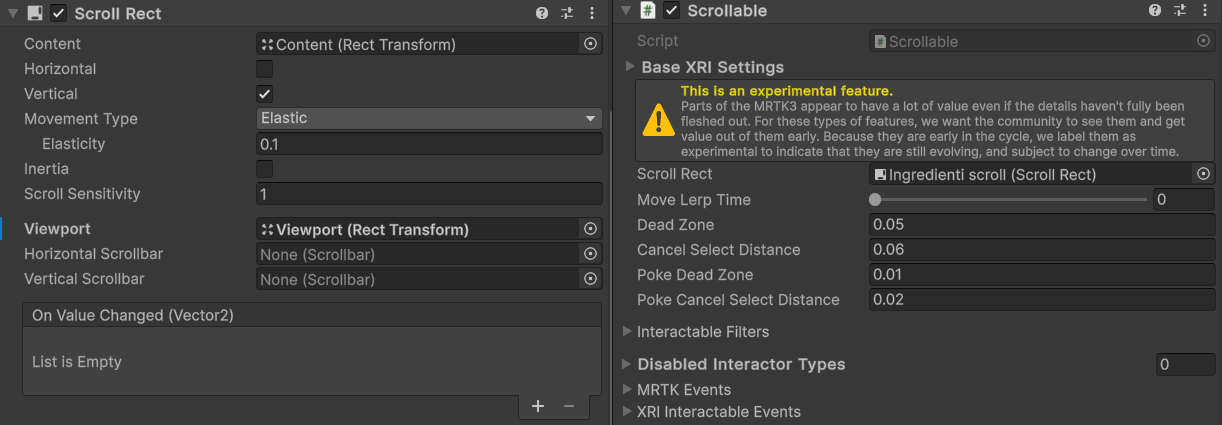 Scroll Rect
Content
Content (Rect Transform)
Horizontal
Vertical
Movement Type
Elastic
Elasticity
0.1
Inertia
Scroll Sensitivity
1
Viewport
Viewport (Rect Transform)
Horizontal Scrollbar
None (Scrollbar)
Vertical Scrollbar
None (Scrollbar)
On Value Changed (Vector2)
List is Empty
+ −
# Scrollable
Script
# Scrollable
Base XRI Settings
This is an experimental feature.
Parts of the MRTK3 appear to have a lot of value even if the details haven't fully been
fleshed out. For these types of features, we want the community to see them and get
value out of them early. Because they are early in the cycle, we label them as
experimental to indicate that they are still evolving, and subject to change over time.
Scroll Rect
Ingredienti scroll (Scroll Rect)
Move Lerp Time
0
Dead Zone
0.05
Cancel Select Distance
0.06
Poke Dead Zone
0.01
Poke Cancel Select Distance
0.02
Interactable Filters
Disabled Interactor Types
0
MRTK Events
XRI Interactable Events